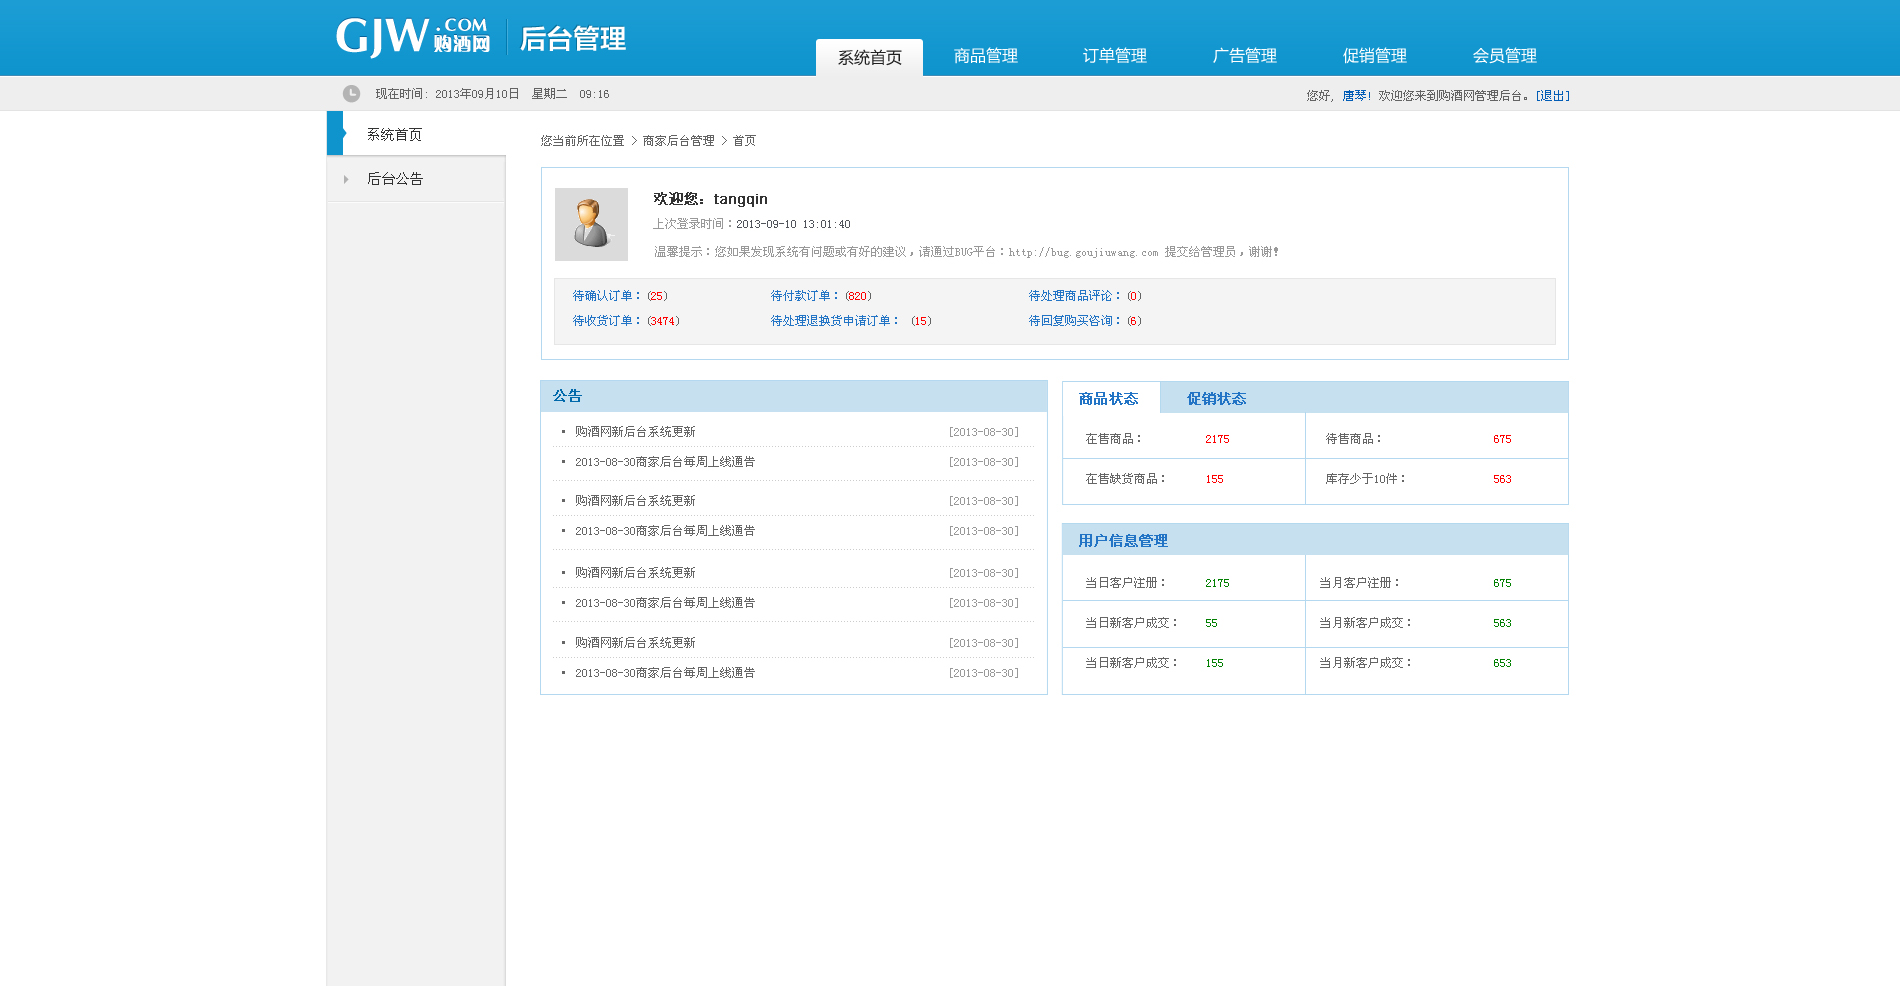 GJW.COM 购酒网 后台管理
系统首页 商品管理 订单管理 广告管理 促销管理 会员管理
现在时间: 2013年09月10日 星期二 09:16
您好, 唐琴! 欢迎您来到购酒网管理后台。[退出]
系统首页
后台公告
您当前所在位置 > 商家后台管理 > 首页
欢迎您。tangqin
上次登录时间：2013-09-10 13:01:40
温馨提示：您如果发现系统有问题或有好的建议，请通过BUG平台：http://bug.goujiuwang.com 提交给管理员，谢谢!
待确认订单： (25) 待付款订单： (820) 待处理商品评论： (0)
待收货订单： (3474) 待处理退换货申请订单： (15) 待回复购买咨询： (6)
公告
• 购酒网新后台系统更新 [2013-08-30]
• 2013-08-30商家后台每周上线通告 [2013-08-30]
• 购酒网新后台系统更新 [2013-08-30]
• 2013-08-30商家后台每周上线通告 [2013-08-30]
• 购酒网新后台系统更新 [2013-08-30]
• 2013-08-30商家后台每周上线通告 [2013-08-30]
• 购酒网新后台系统更新 [2013-08-30]
• 2013-08-30商家后台每周上线通告 [2013-08-30]
商品状态 促销状态
在售商品： 2175 待售商品： 675
在售缺货商品： 155 库存少于10件： 563
用户信息管理
当日客户注册： 2175 当月客户注册： 675
当日新客户成交： 55 当月新客户成交： 563
当日新客户成交： 155 当月新客户成交： 653